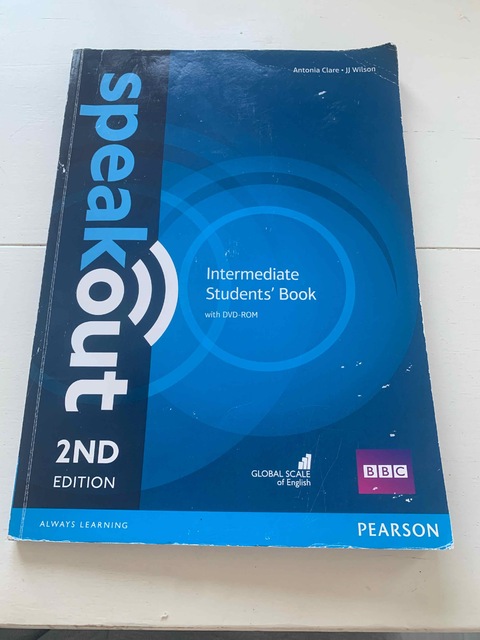 Antonia Clare • JJ Wilson
speakout
2ND
EDITION
Intermediate
Students' Book
with DVD-ROM
GLOBAL SCALE
of English
BBC
ALWAYS LEARNING
PEARSON